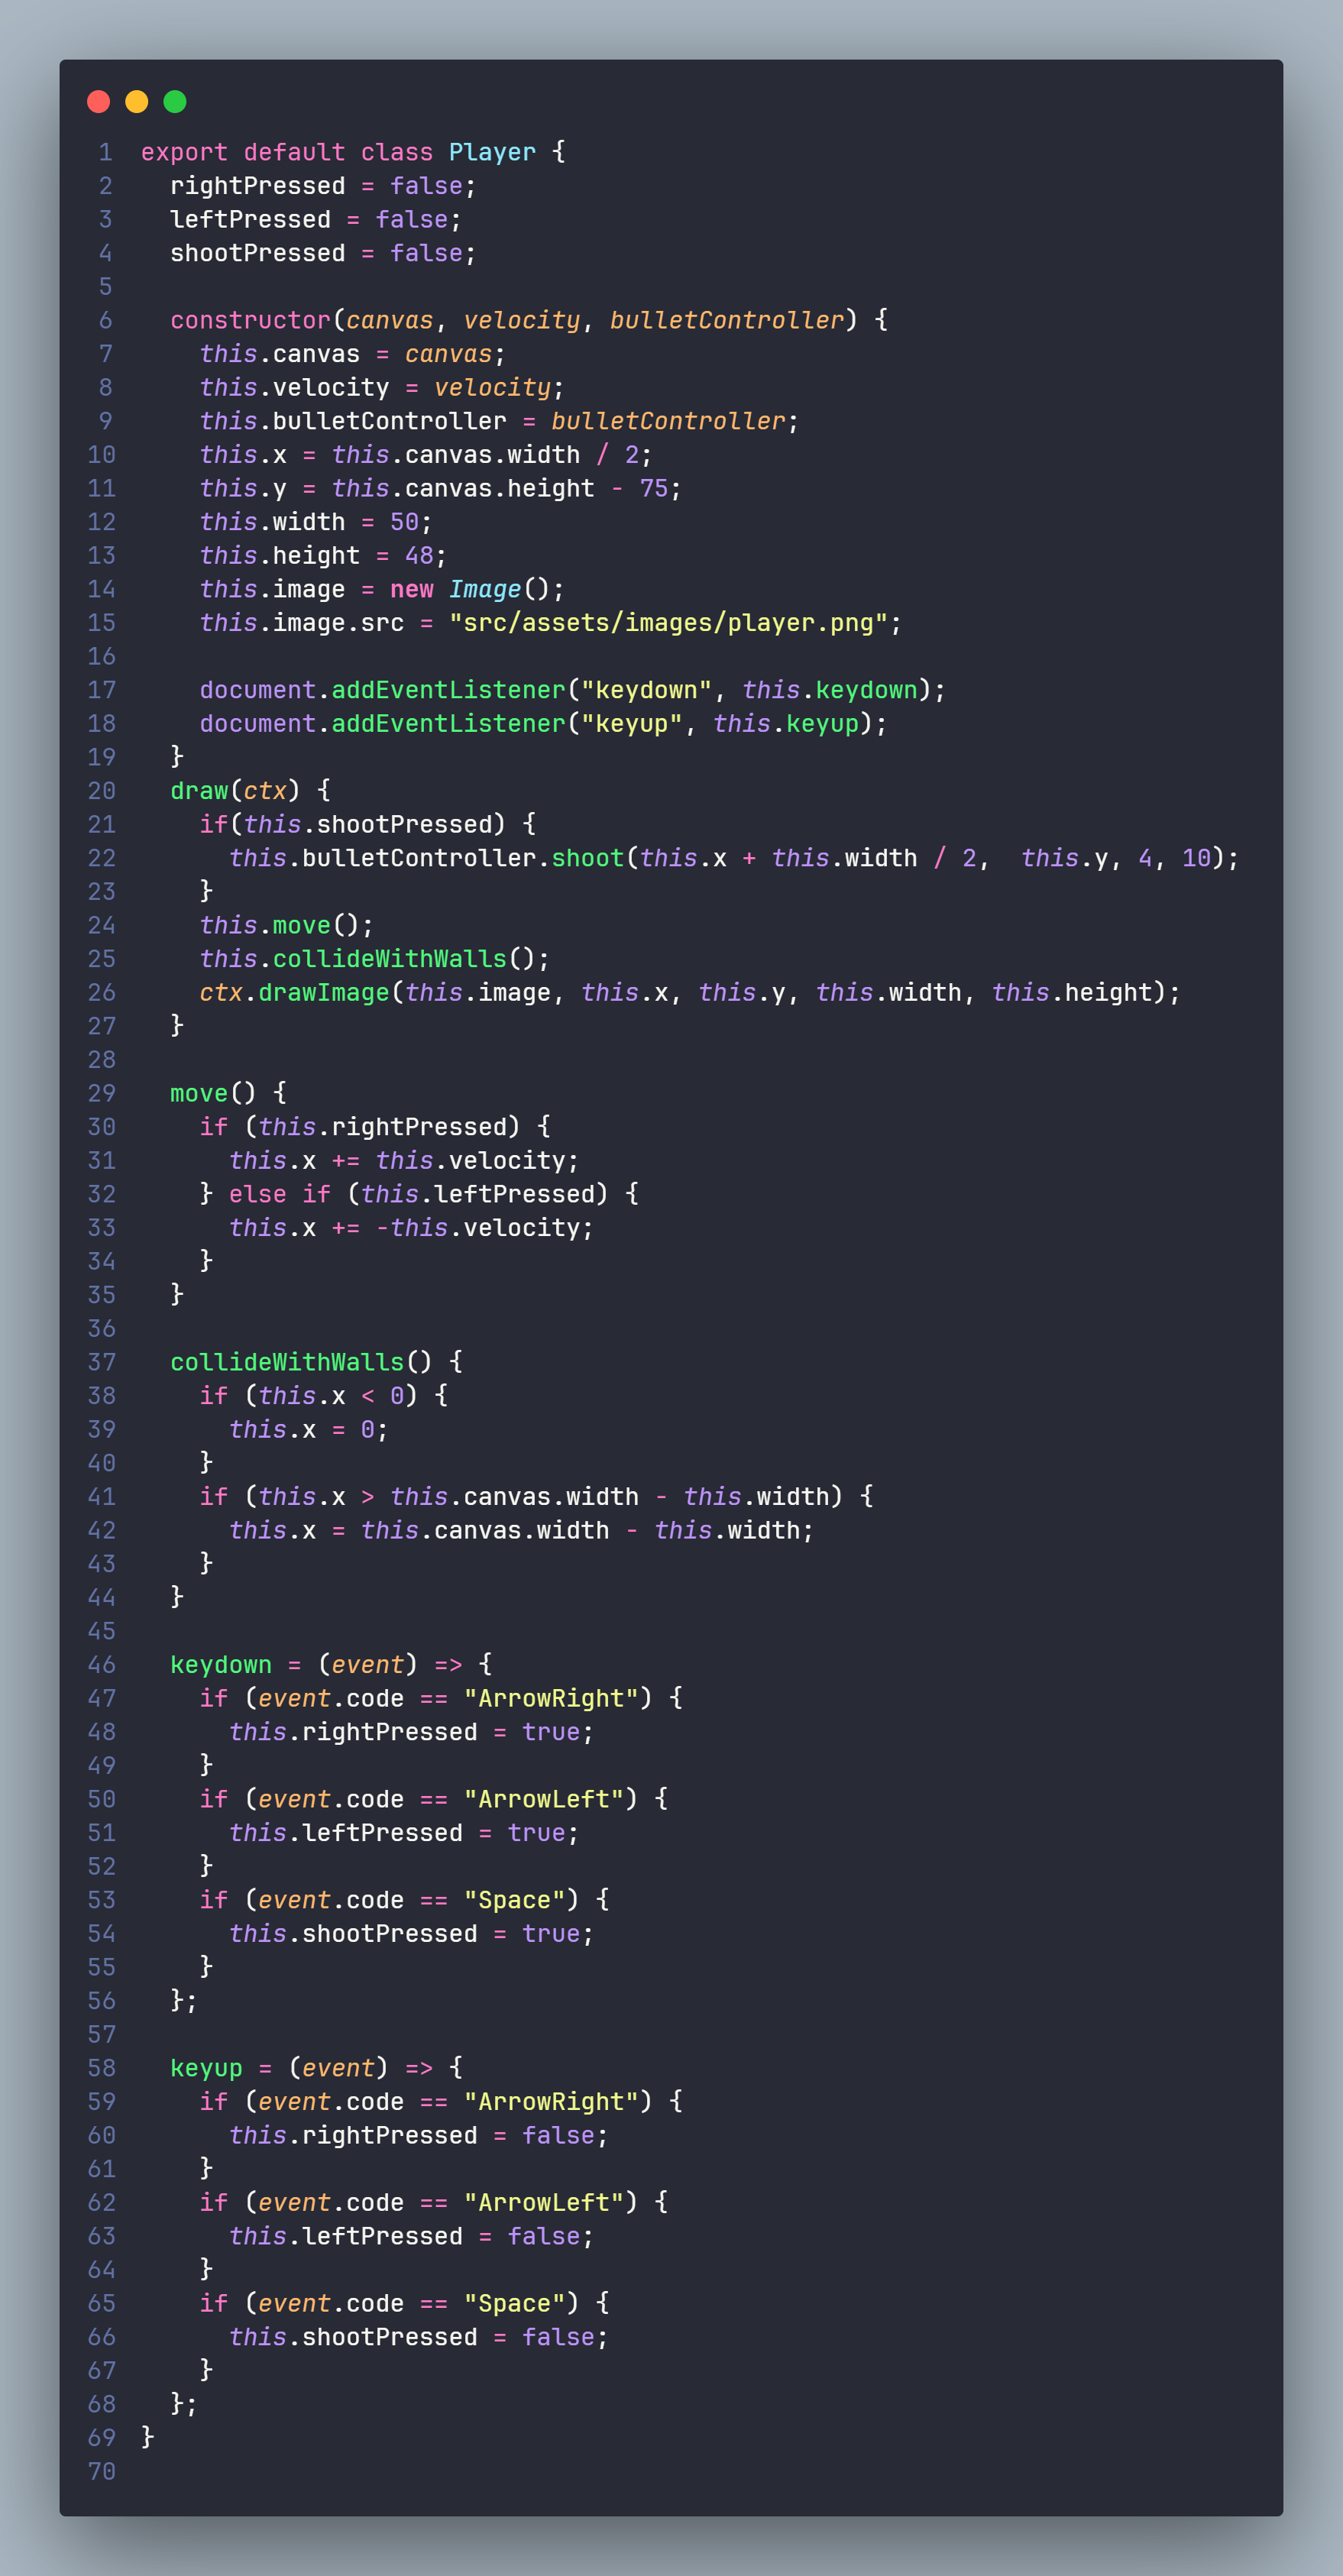 1 export default class Player {
2   rightPressed = false;
3   leftPressed = false;
4   shootPressed = false;
5
6   constructor(canvas, velocity, bulletController) {
7     this.canvas = canvas;
8     this.velocity = velocity;
9     this.bulletController = bulletController;
10     this.x = this.canvas.width / 2;
11     this.y = this.canvas.height - 75;
12     this.width = 50;
13     this.height = 48;
14     this.image = new Image();
15     this.image.src = "src/assets/images/player.png";
16
17     document.addEventListener("keydown", this.keydown);
18     document.addEventListener("keyup", this.keyup);
19   }
20   draw(ctx) {
21     if(this.shootPressed) {
22       this.bulletController.shoot(this.x + this.width / 2,  this.y, 4, 10);
23     }
24     this.move();
25     this.collideWithWalls();
26     ctx.drawImage(this.image, this.x, this.y, this.width, this.height);
27   }
28
29   move() {
30     if (this.rightPressed) {
31       this.x += this.velocity;
32     } else if (this.leftPressed) {
33       this.x += -this.velocity;
34     }
35   }
36
37   collideWithWalls() {
38     if (this.x < 0) {
39       this.x = 0;
40     }
41     if (this.x > this.canvas.width - this.width) {
42       this.x = this.canvas.width - this.width;
43     }
44   }
45
46   keydown = (event) => {
47     if (event.code == "ArrowRight") {
48       this.rightPressed = true;
49     }
50     if (event.code == "ArrowLeft") {
51       this.leftPressed = true;
52     }
53     if (event.code == "Space") {
54       this.shootPressed = true;
55     }
56   };
57
58   keyup = (event) => {
59     if (event.code == "ArrowRight") {
60       this.rightPressed = false;
61     }
62     if (event.code == "ArrowLeft") {
63       this.leftPressed = false;
64     }
65     if (event.code == "Space") {
66       this.shootPressed = false;
67     }
68   };
69 }
70